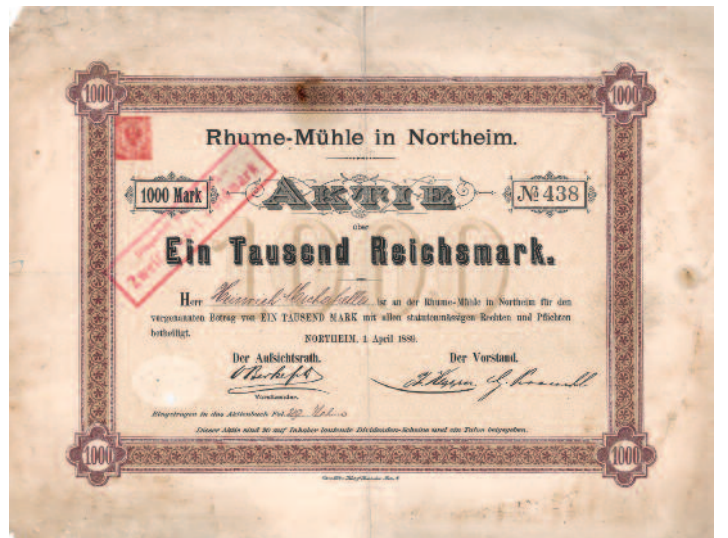 1000 1000
Rhume-Mühle in Northeim.
1000 Mark AKTIE № 438
über
Ein Tausend Reichsmark.
1000
Herr Heinrich ist an der Rhume-Mühle in Northeim für den
vorgenannten Betrag von EIN TAUSEND MARK mit allen statutenmässigen Rechten und Pflichten
betheiligt.
NORTHEIM, 1. April 1889.
Der Aufsichtsrath. Der Vorstand.
Vorsitzender.
Eingetragen in das Aktienbuch Fol.
Dieser Aktie sind 20 auf Inhaber lautende Dividenden-Scheine und ein Talon beigegeben.
1000 1000